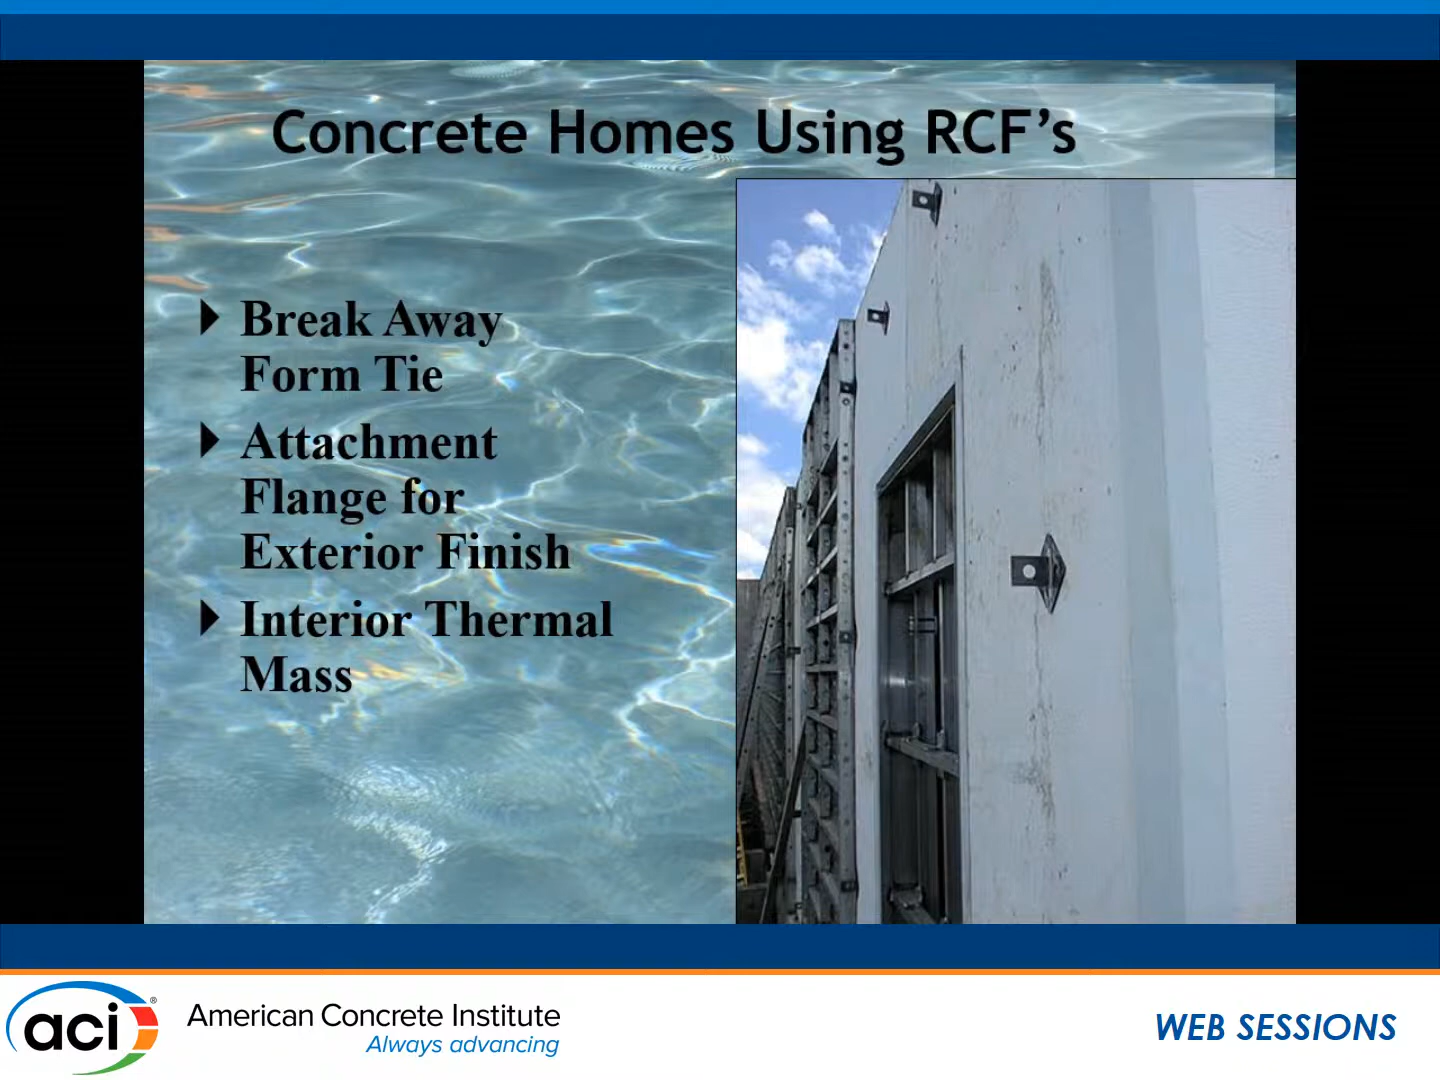 Concrete Homes Using RCF's
Break Away
Form Tie
Attachment
Flange for
Exterior Finish
Interior Thermal
Mass
aci®
American Concrete Institute
Always advancing
WEB SESSIONS